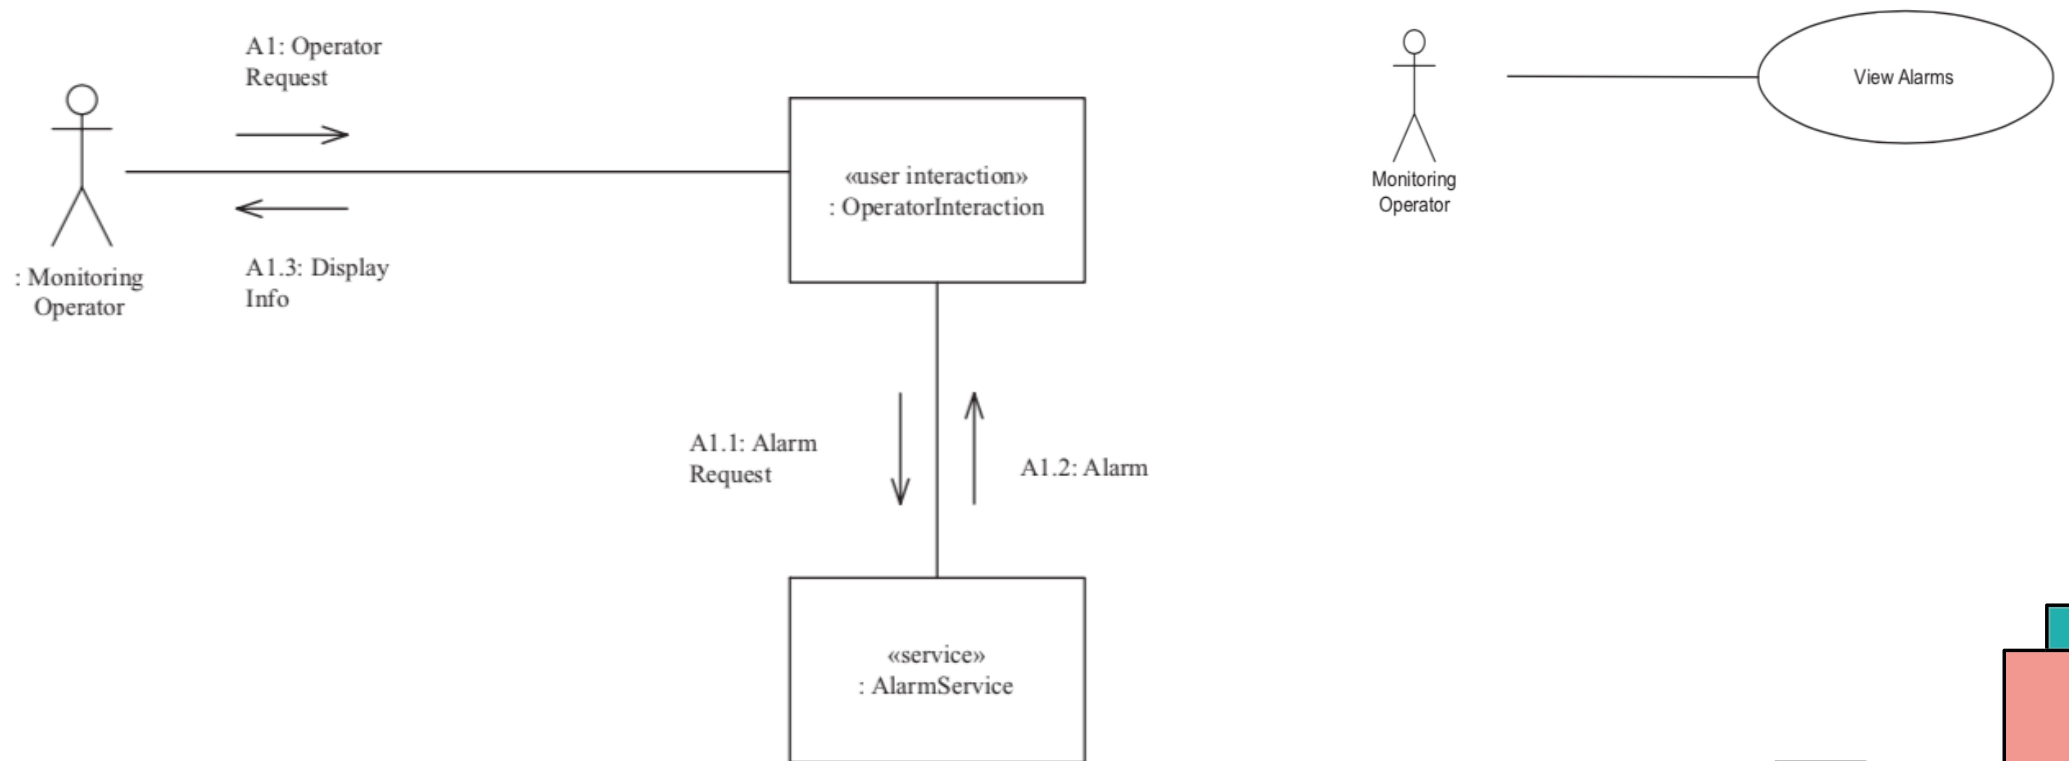 A1: Operator
Request
«user interaction»
: OperatorInteraction
: Monitoring
Operator
A1.3: Display
Info
A1.1: Alarm
Request
A1.2: Alarm
«service»
: AlarmService
View Alarms
Monitoring
Operator